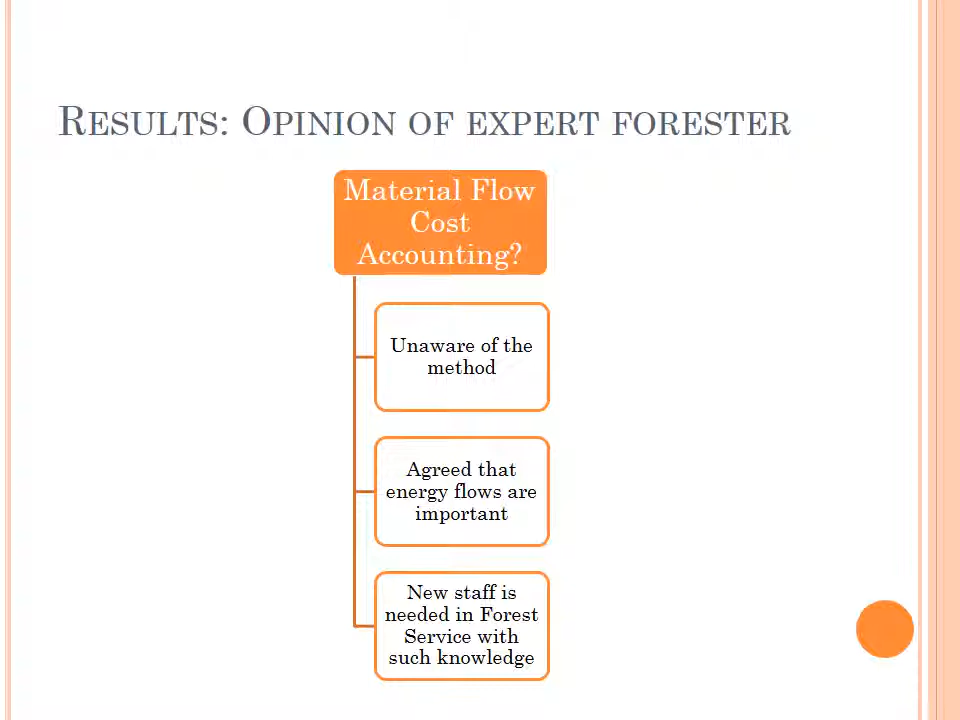 Results: Opinion of expert forester
Material Flow
Cost
Accounting?
Unaware of the
method
Agreed that
energy flows are
important
New staff is
needed in Forest
Service with
such knowledge